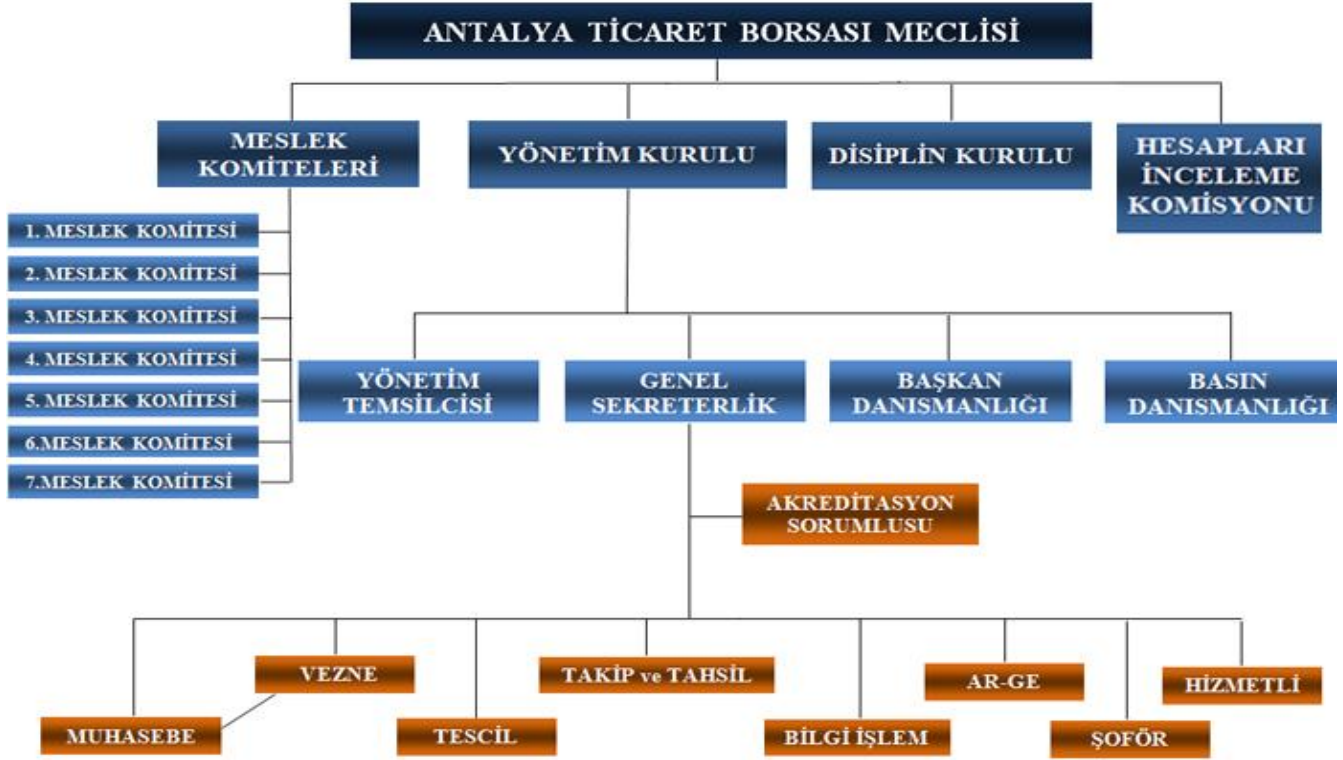 ANTALYA TİCARET BORSASI MECLİSİ
MESLEK
KOMİTELERİ
YÖNETİM KURULU
DISİPLIN KURULU
HESAPLARI
İNCELEME
KOMİSYONU
1. MESLEK KOMİTESİ
2. MESLEK KOMİTESİ
3. MESLEK KOMİTESİ
4. MESLEK KOMİTESİ
5. MESLEK KOMİTESİ
6.MESLEK KOMİTESİ
7.MESLEK KOMİTESİ
YÖNETİM
TEMSİLCİSİ
GENEL
SEKRETERLİK
BAŞKAN
DANISMANLIĞI
BASIN
DANISMANLIĞI
AKREDİTASYON
SORUMLUSU
VEZNE
TAKİP ve TAHSİL
AR-GE
HİZMETLİ
MUHASEBE
TESCİL
BİLGİ İŞLEM
ŞOFÖR